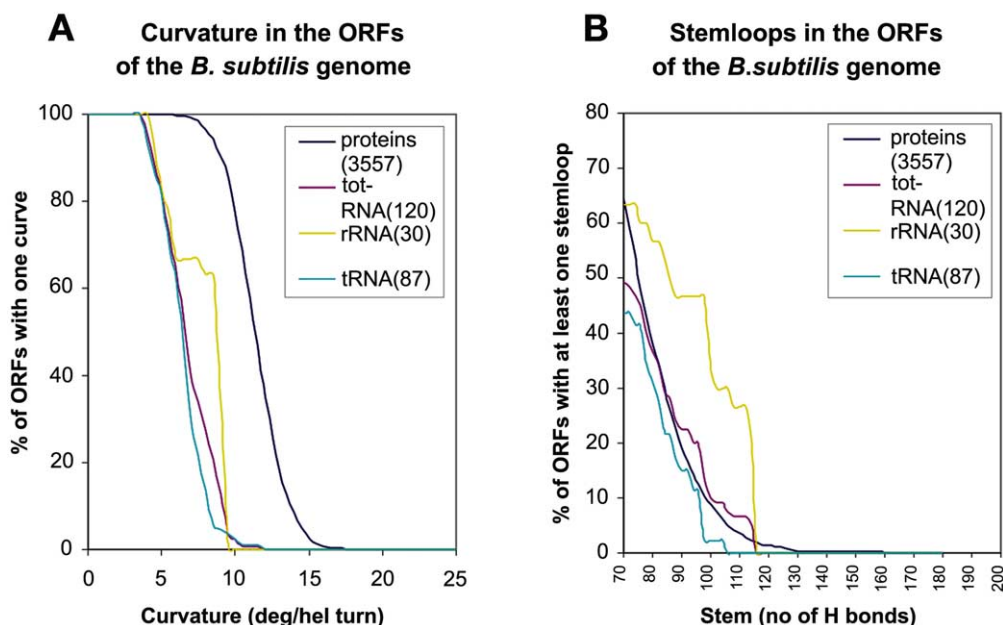 A
Curvature in the ORFs
of the B. subtilis genome
% of ORFs with one curve
100
80
60
40
20
0
proteins
(3557)
tot-
RNA(120)
rRNA(30)
tRNA(87)
0 5 10 15 20 25
Curvature (deg/hel turn)
B
Stemloops in the ORFs
of the B.subtilis genome
% of ORFs with at least one stemloop
80
70
60
50
40
30
20
10
0
proteins
(3557)
tot-
RNA(120)
rRNA(30)
tRNA(87)
70 80 90 100 110 120 130 140 150 160 170 180 190 200
Stem (no of H bonds)